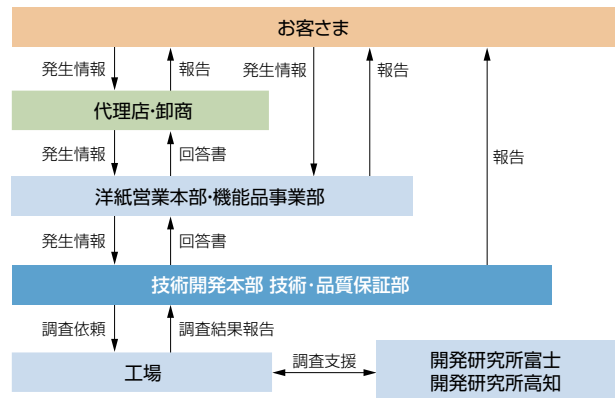 お客さま
発生情報 報告 発生情報 報告
代理店・卸商
発生情報 回答書 報告
洋紙営業本部・機能品事業部
発生情報 回答書
技術開発本部 技術・品質保証部
調査依頼 調査結果報告
工場 調査支援 開発研究所富士
開発研究所高知